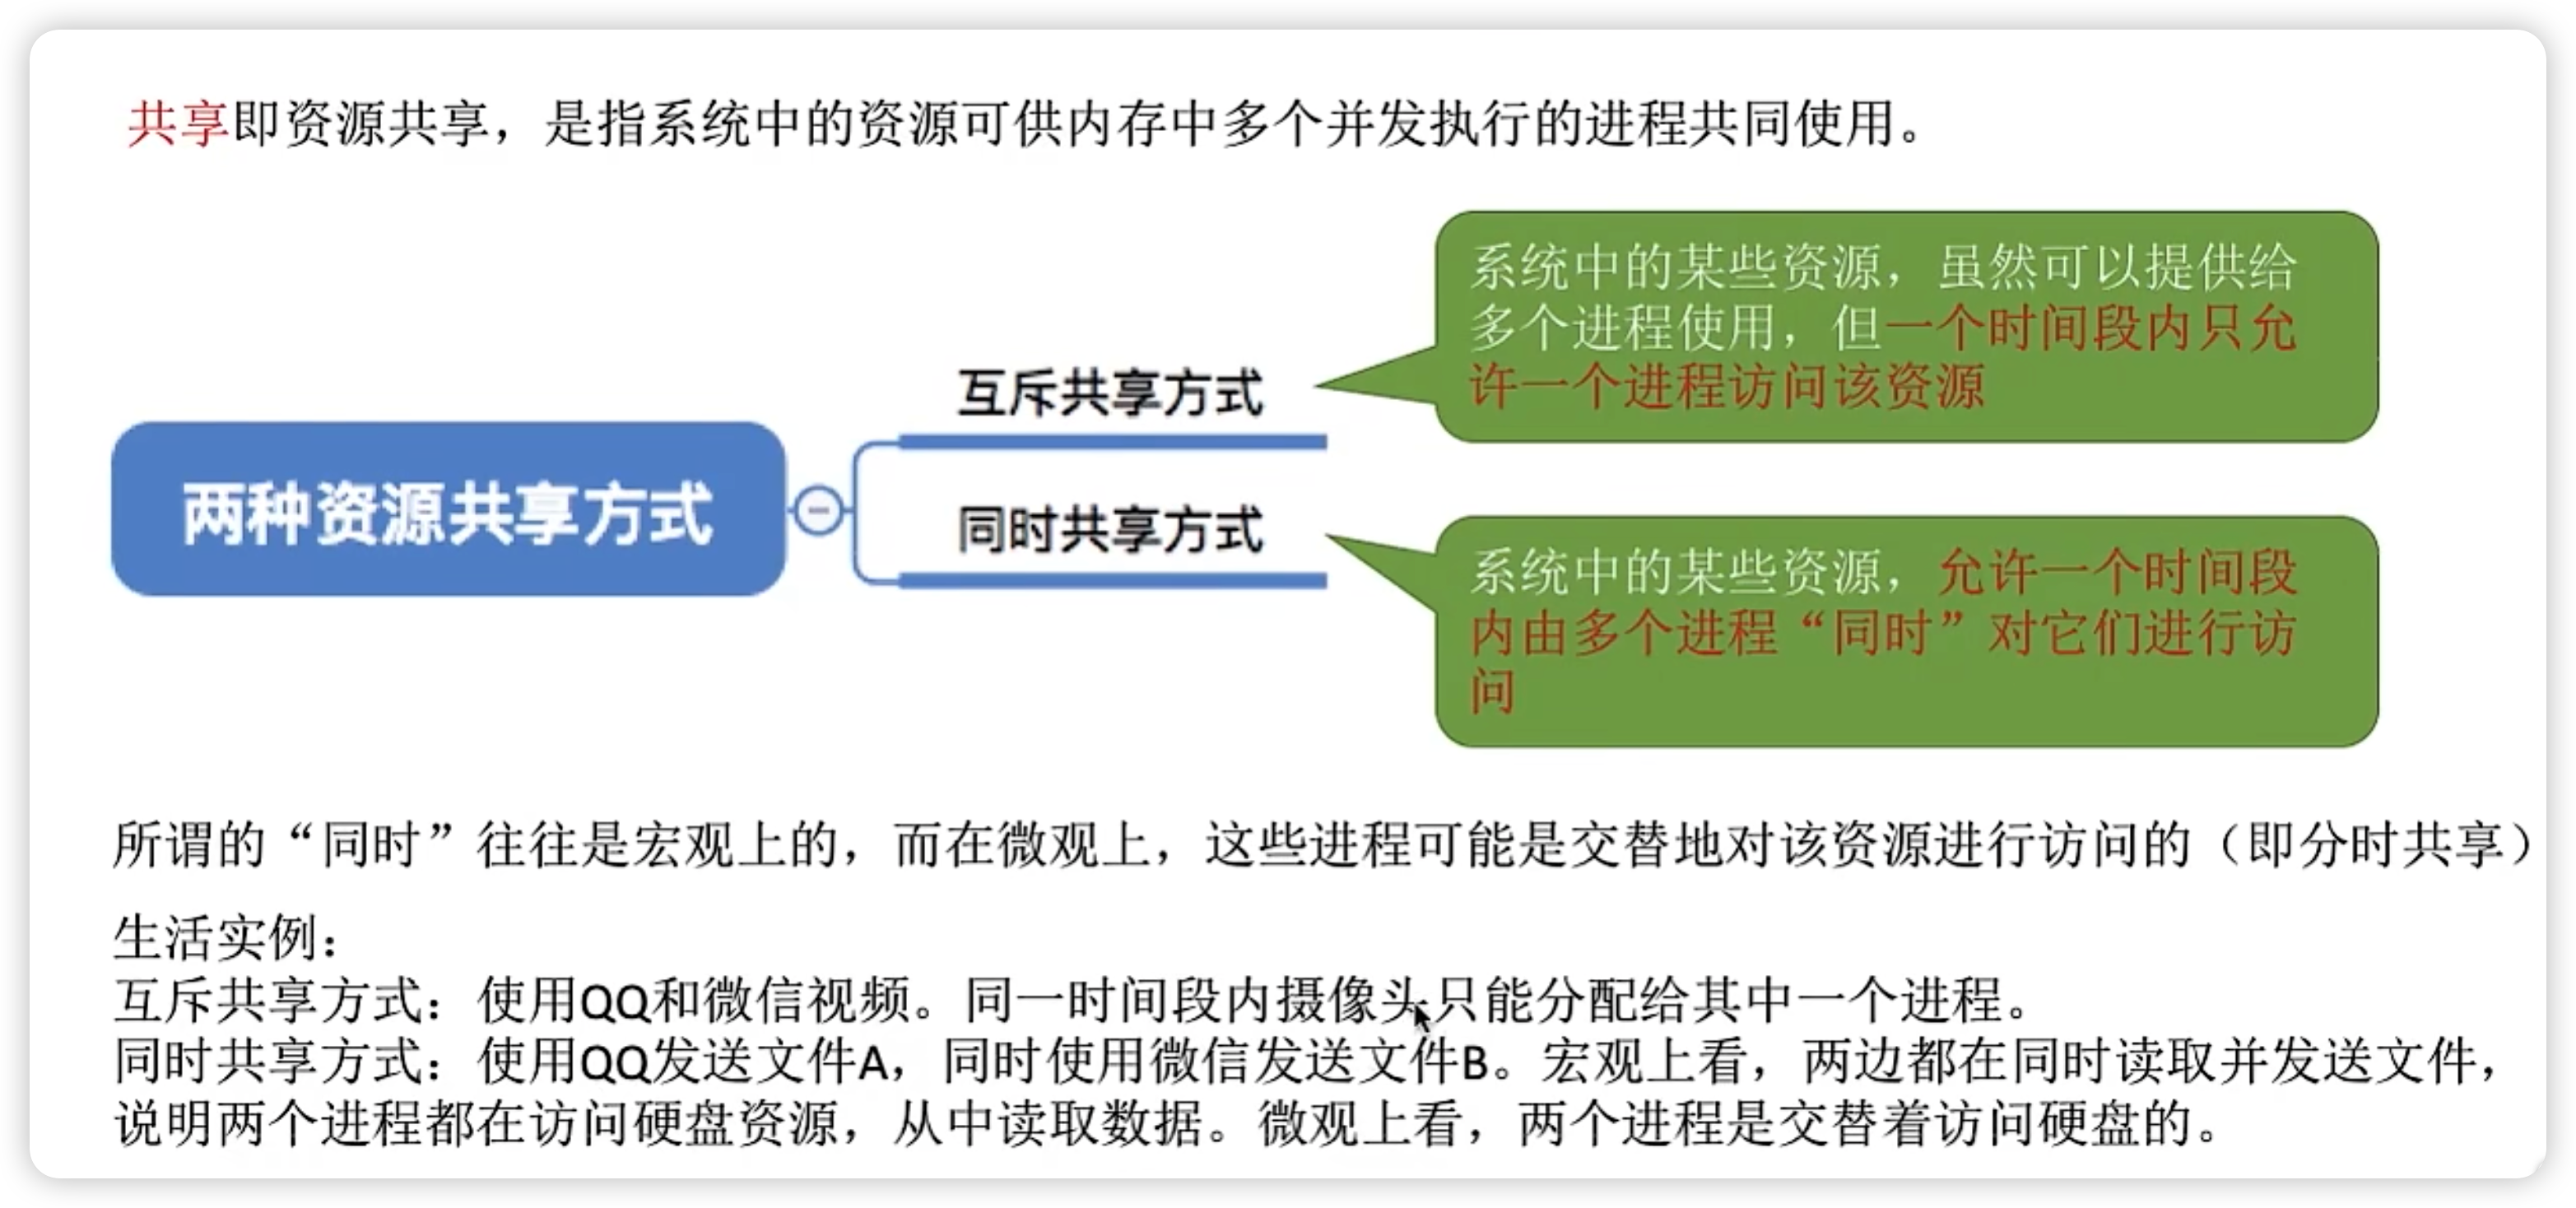 共享即资源共享，是指系统中的资源可供内存中多个并发执行的进程共同使用。
系统中的某些资源，虽然可以提供给
多个进程使用，但一个时间段内只允
许一个进程访问该资源
互斥共享方式
两种资源共享方式
同时共享方式
系统中的某些资源，允许一个时间段
内由多个进程“同时”对它们进行访
问
所谓的“同时”往往是宏观上的，而在微观上，这些进程可能是交替地对该资源进行访问的（即分时共享）
生活实例：
互斥共享方式：使用QQ和微信视频。同一时间段内摄像头只能分配给其中一个进程。
同时共享方式：使用QQ发送文件A，同时使用微信发送文件B。宏观上看，两边都在同时读取并发送文件，
说明两个进程都在访问硬盘资源，从中读取数据。微观上看，两个进程是交替着访问硬盘的。